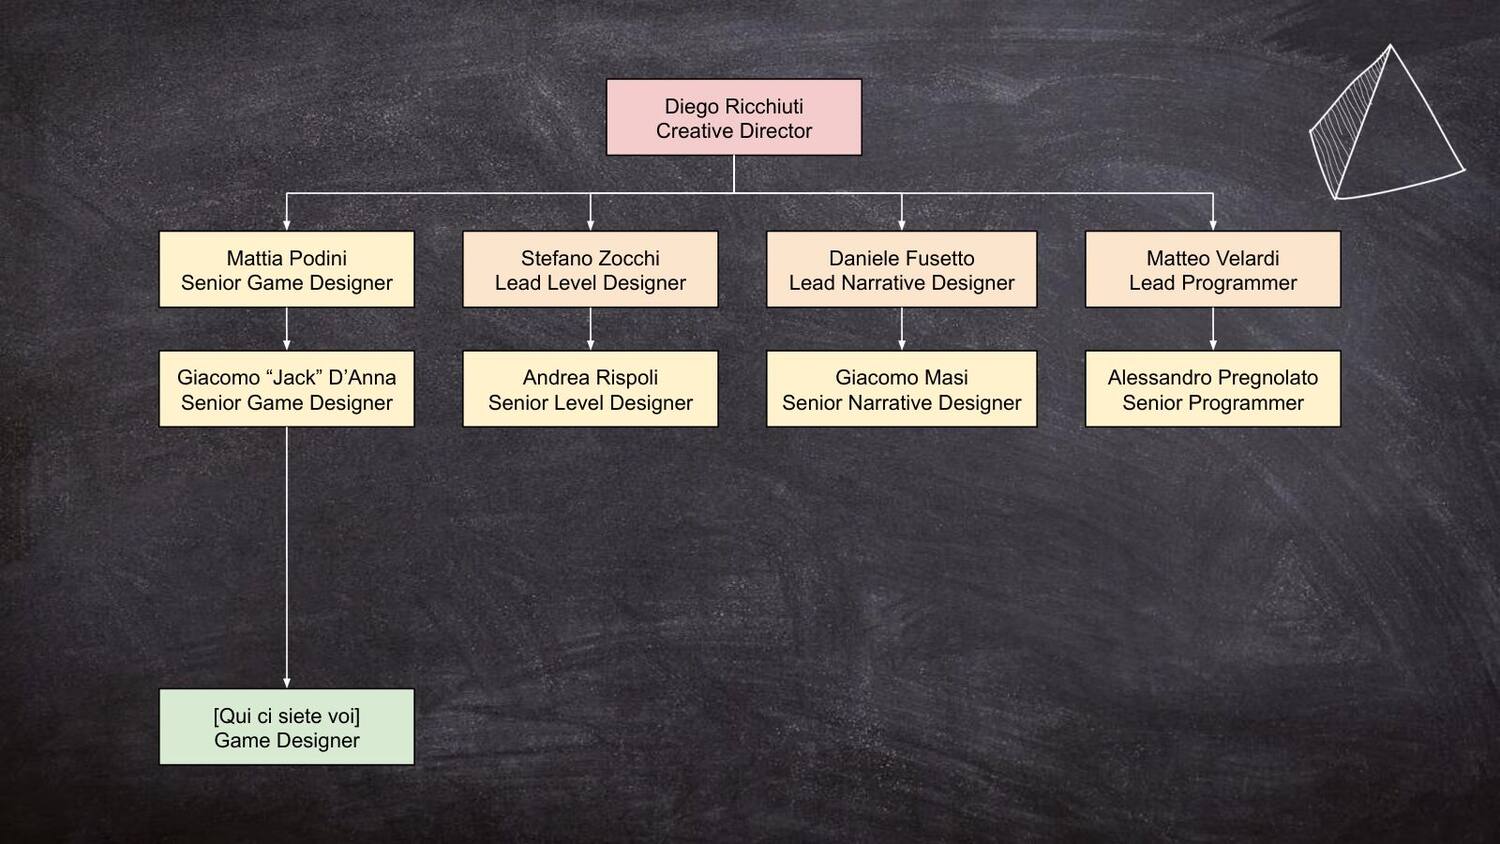 Diego Ricchiuti
Creative Director
Mattia Podini
Senior Game Designer
Stefano Zocchi
Lead Level Designer
Daniele Fusetto
Lead Narrative Designer
Matteo Velardi
Lead Programmer
Giacomo “Jack” D’Anna
Senior Game Designer
Andrea Rispoli
Senior Level Designer
Giacomo Masi
Senior Narrative Designer
Alessandro Pregnolato
Senior Programmer
[Qui ci siete voi]
Game Designer